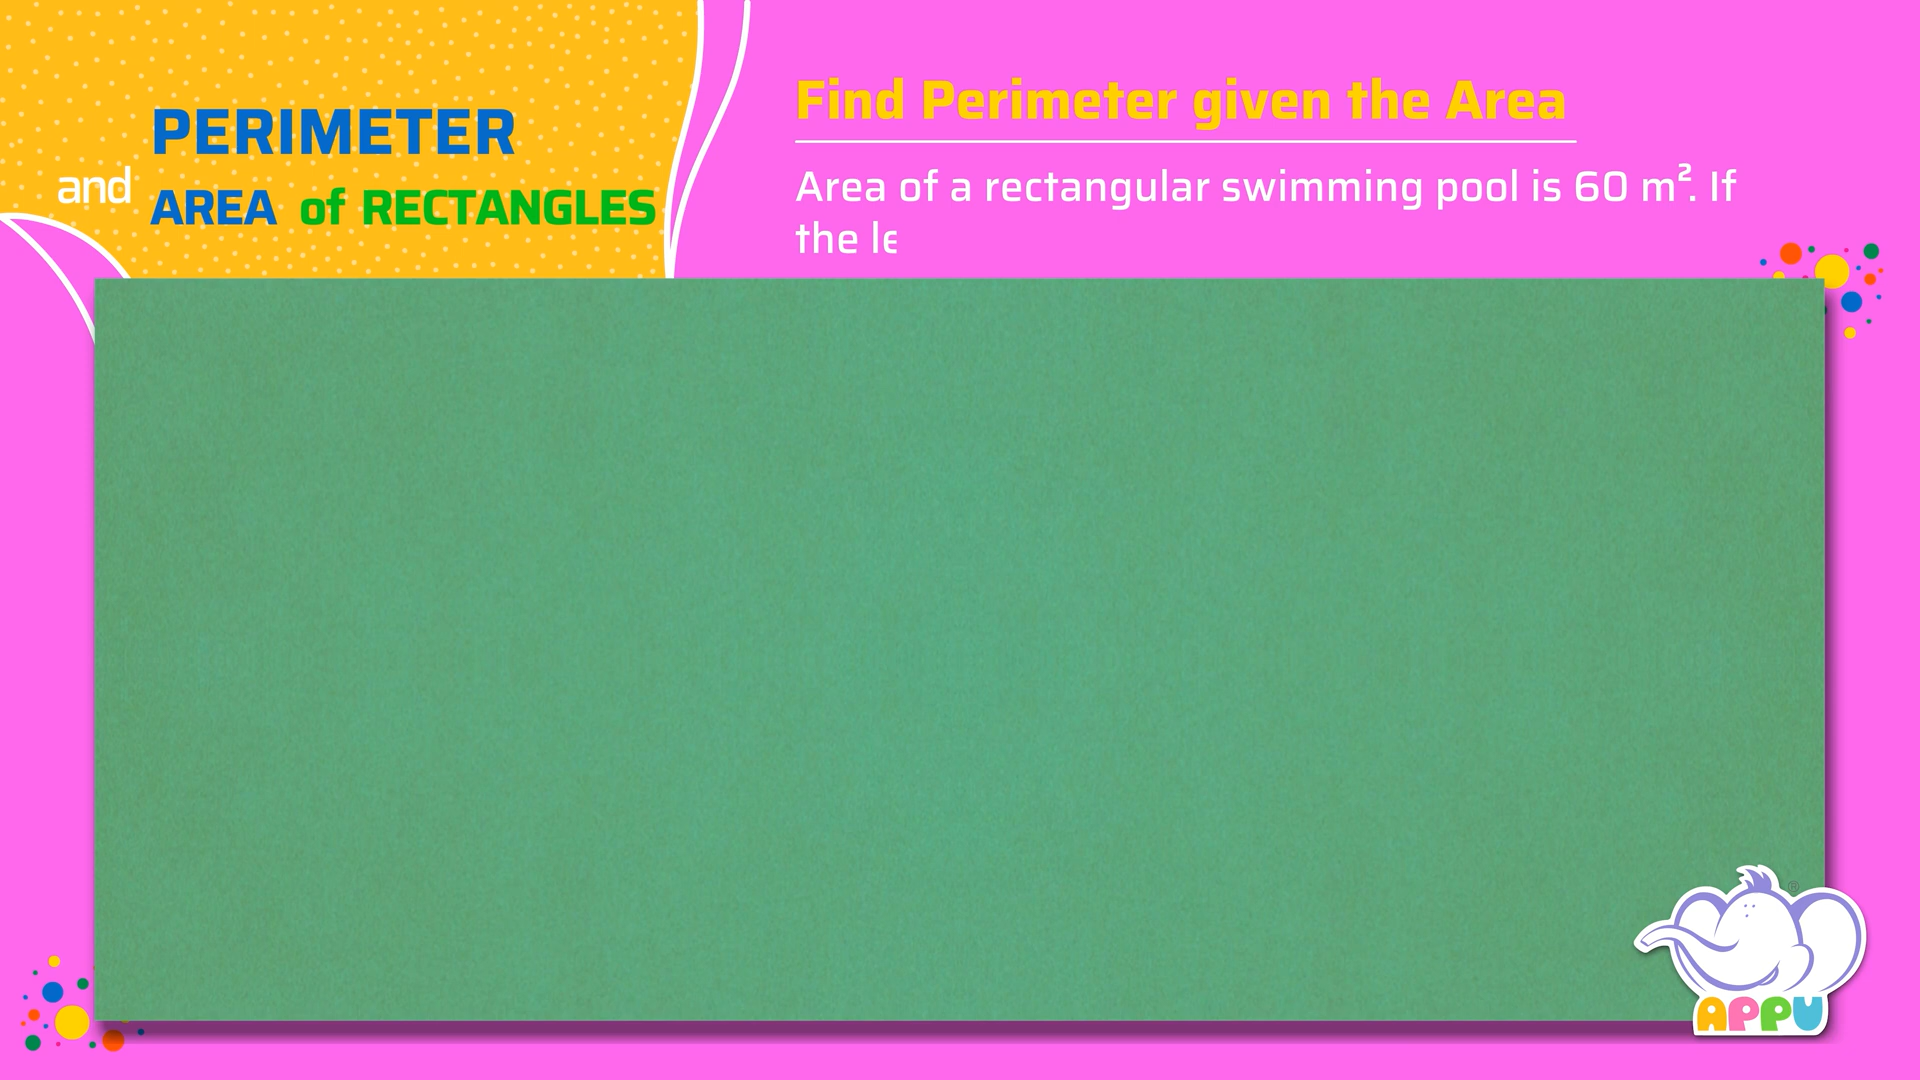 PERIMETER
and
AREA of RECTANGLES
Find Perimeter given the Area
Area of a rectangular swimming pool is 60 m². If
the le
APPU
®